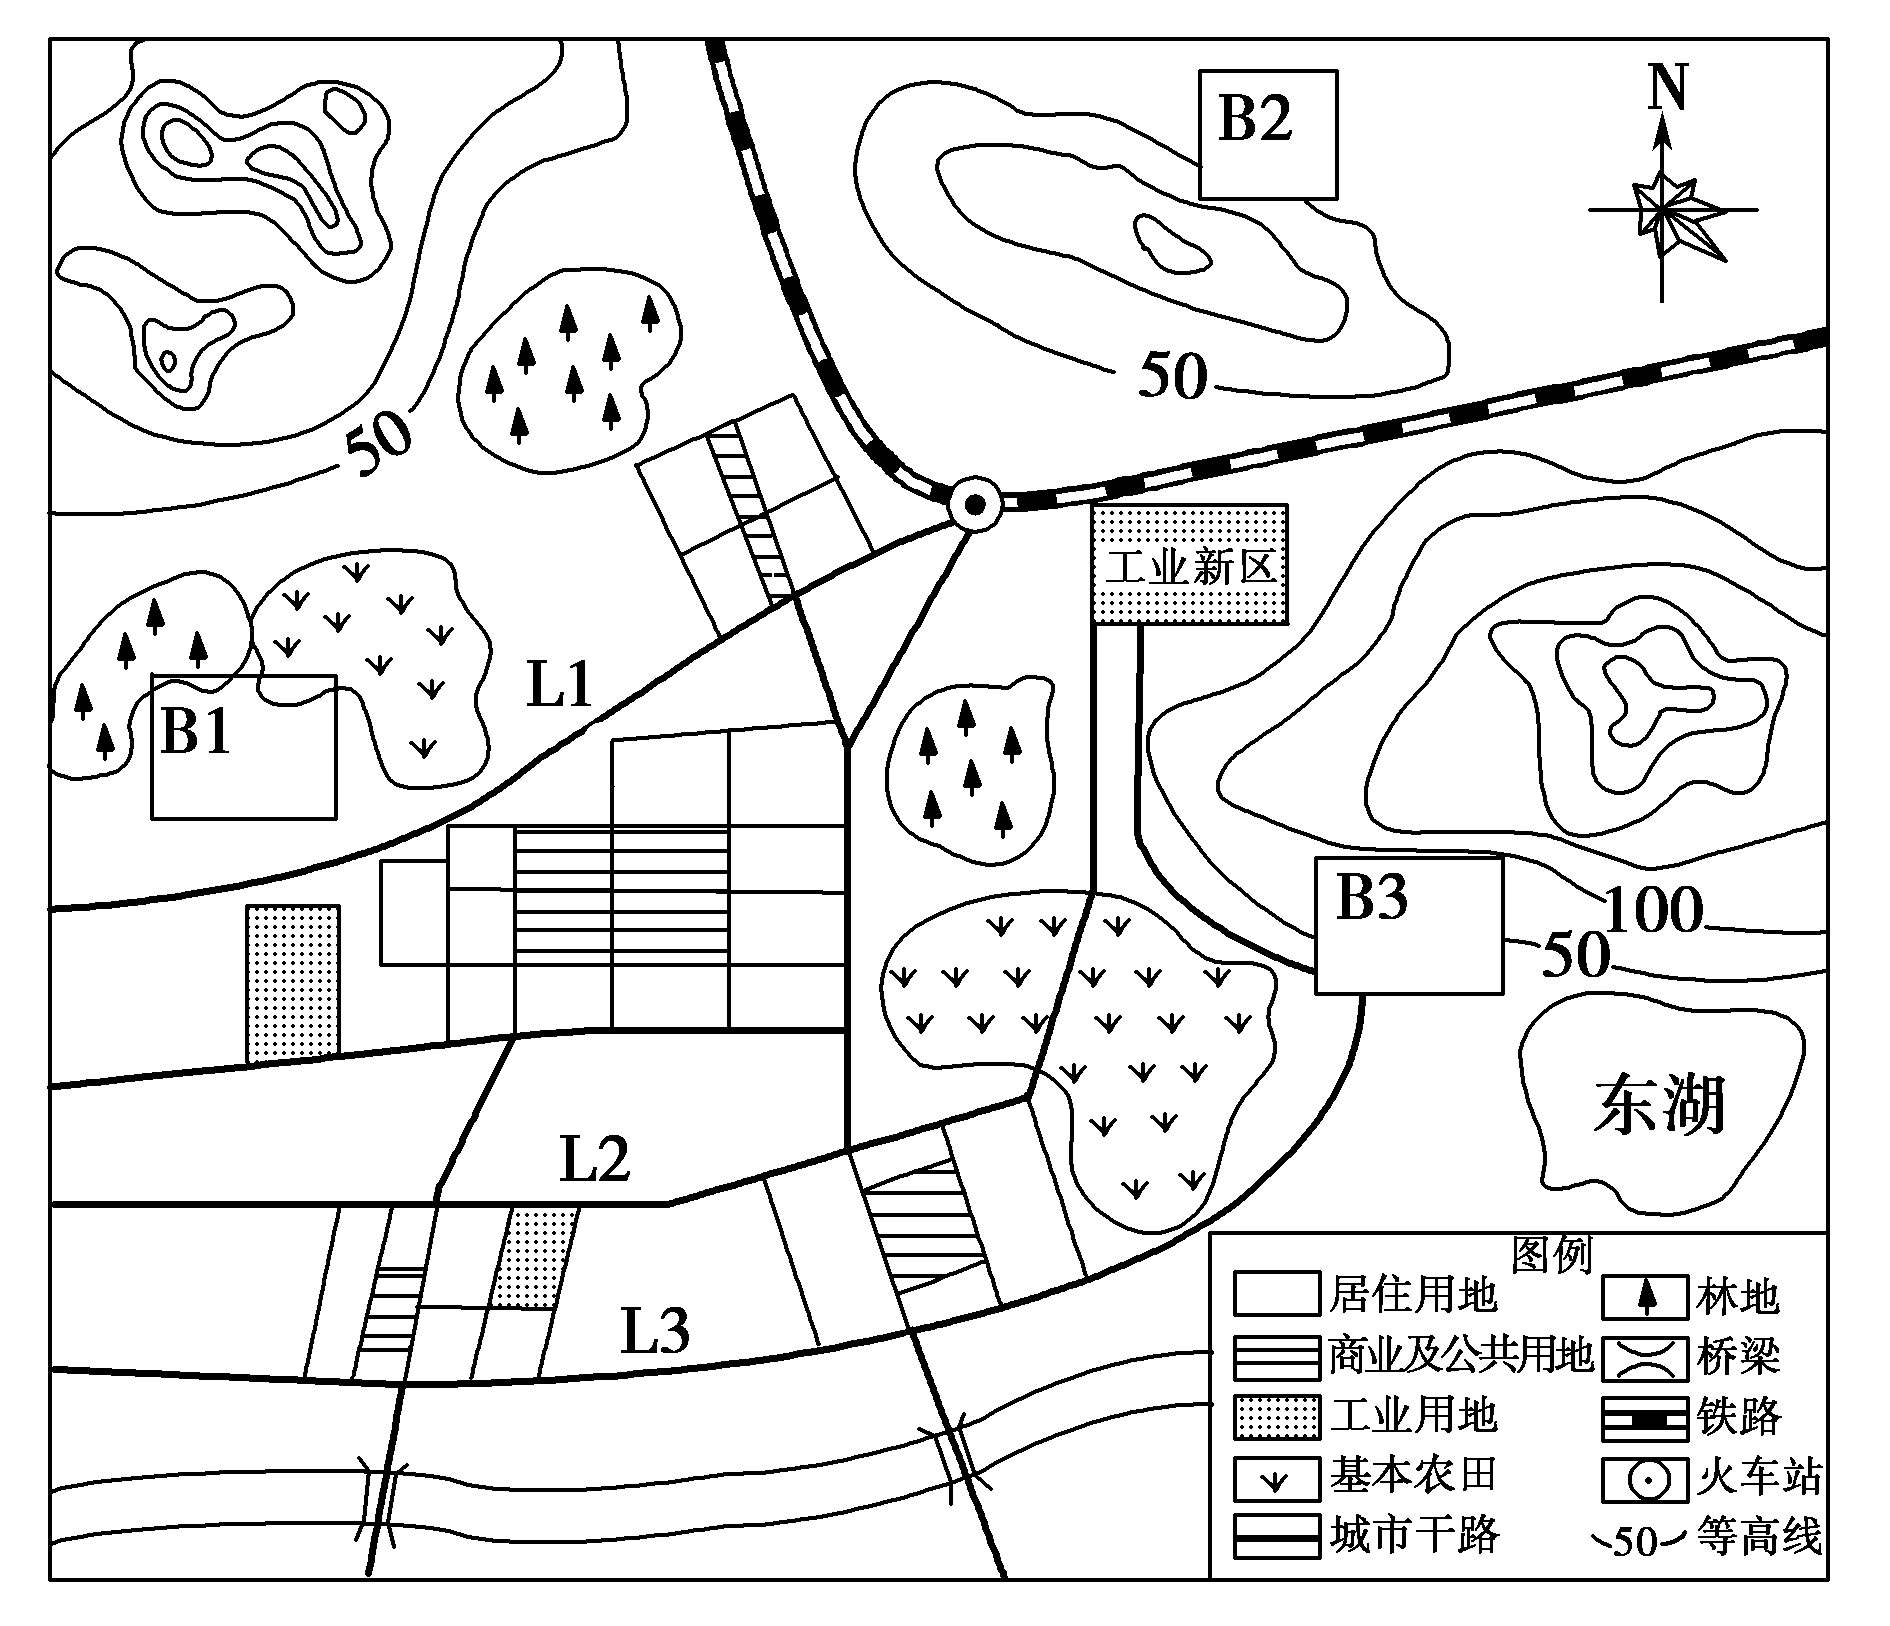 B2
N
50
50
工业新区
L1
B1
B3
100
50
东湖
L2
L3
图例
居住用地
林地
商业及公共用地
桥梁
工业用地
铁路
基本农田
火车站
城市干路
50
等高线